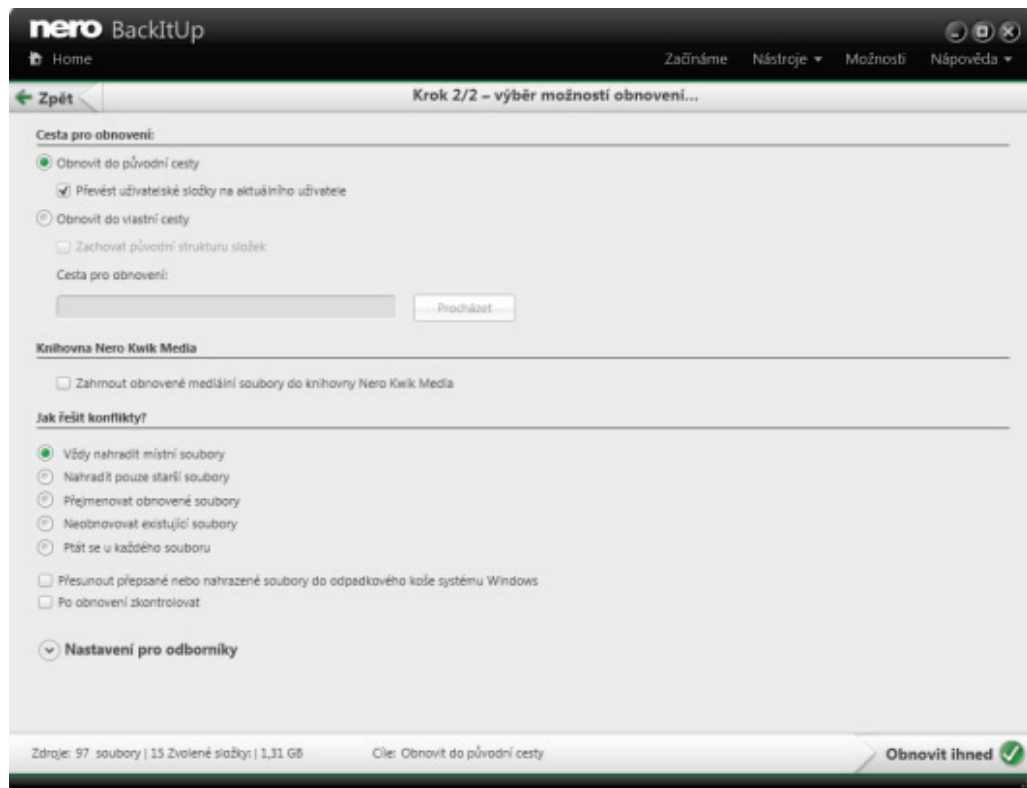 nero BackItUp
Home
Začínáme Nástroje Možnosti Nápověda
Zpět
Krok 2/2 – výběr možností obnovení...
Cesta pro obnovení:
Obnovit do původní cesty
Převést uživatelské složky na aktuálního uživatele
Obnovit do vlastní cesty
Zachovat původní strukturu složek
Cesta pro obnovení:
Procházet
Knihovna Nero Kwik Media
Zahrnout obnovené mediální soubory do knihovny Nero Kwik Media
Jak řešit konflikty?
Vždy nahradit místní soubory
Nahradit pouze starší soubory
Přejmenovat obnovené soubory
Neobnovovat existující soubory
Ptát se u každého souboru
Přesunout přepsané nebo nahrazené soubory do odpadkového koše systému Windows
Po obnovení zkontrolovat
Nastavení pro odborníky
Zdroje: 97 soubory | 15 Zvolené složky: | 1,31 GB Cíle: Obnovit do původní cesty
Obnovit ihned